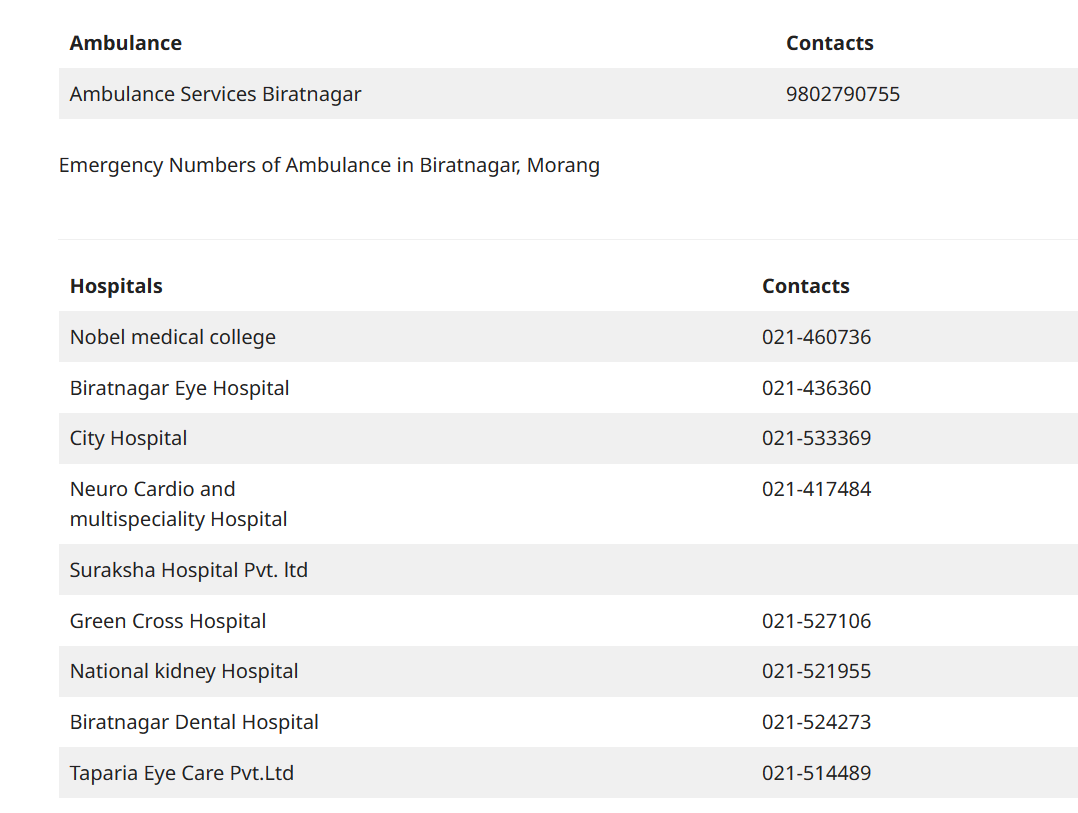 Ambulance Contacts
Ambulance Services Biratnagar 9802790755
Emergency Numbers of Ambulance in Biratnagar, Morang
Hospitals Contacts
Nobel medical college 021-460736
Biratnagar Eye Hospital 021-436360
City Hospital 021-533369
Neuro Cardio and 021-417484
multispeciality Hospital
Suraksha Hospital Pvt. ltd
Green Cross Hospital 021-527106
National kidney Hospital 021-521955
Biratnagar Dental Hospital 021-524273
Taparia Eye Care Pvt.Ltd 021-514489